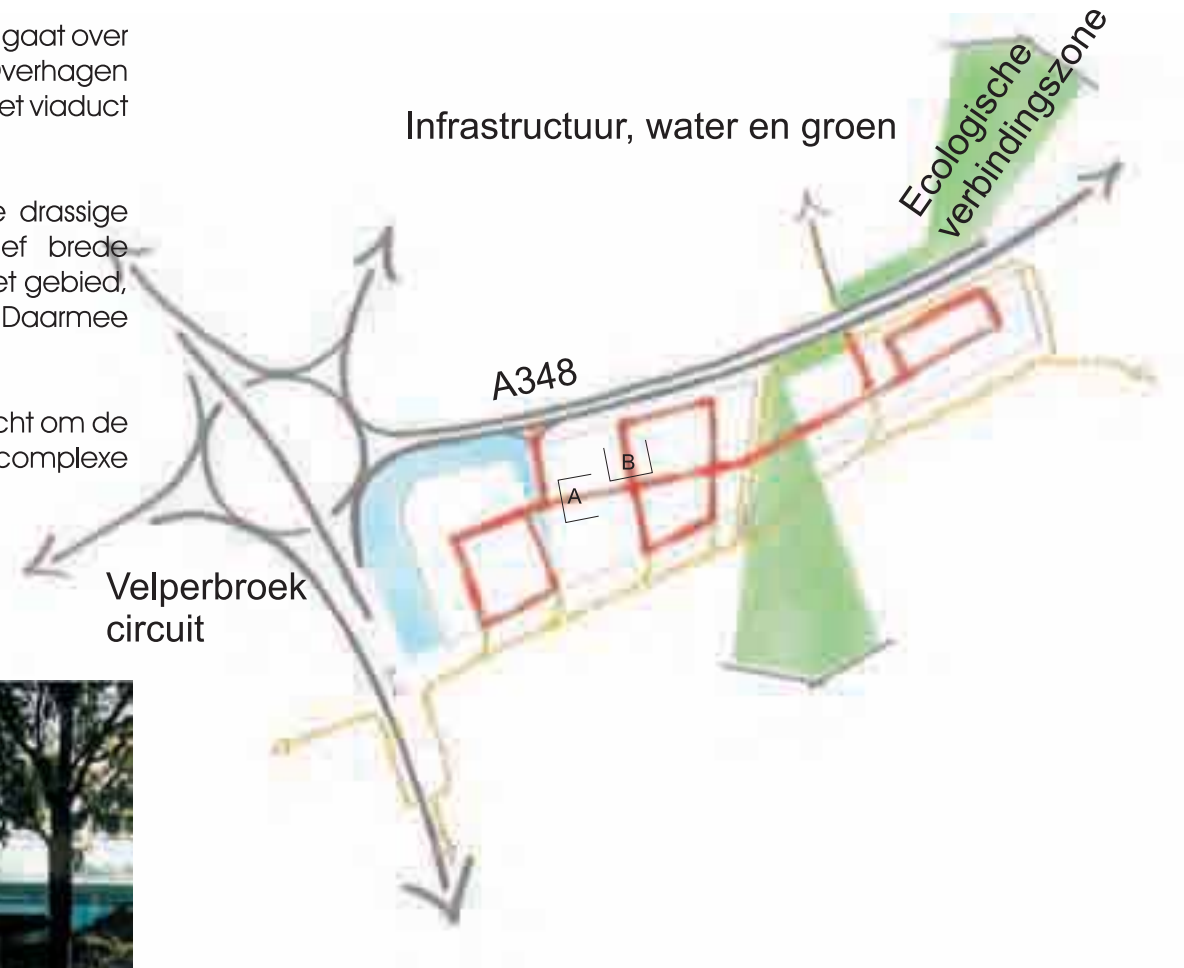 gaat over
verhagen
et viaduct
e drassige
ef brede
et gebied,
Daarmee
cht om de
complexe
Infrastructuur, water en groen
Ecologische
verbindingszone
A348
B
A
Velperbroek
circuit